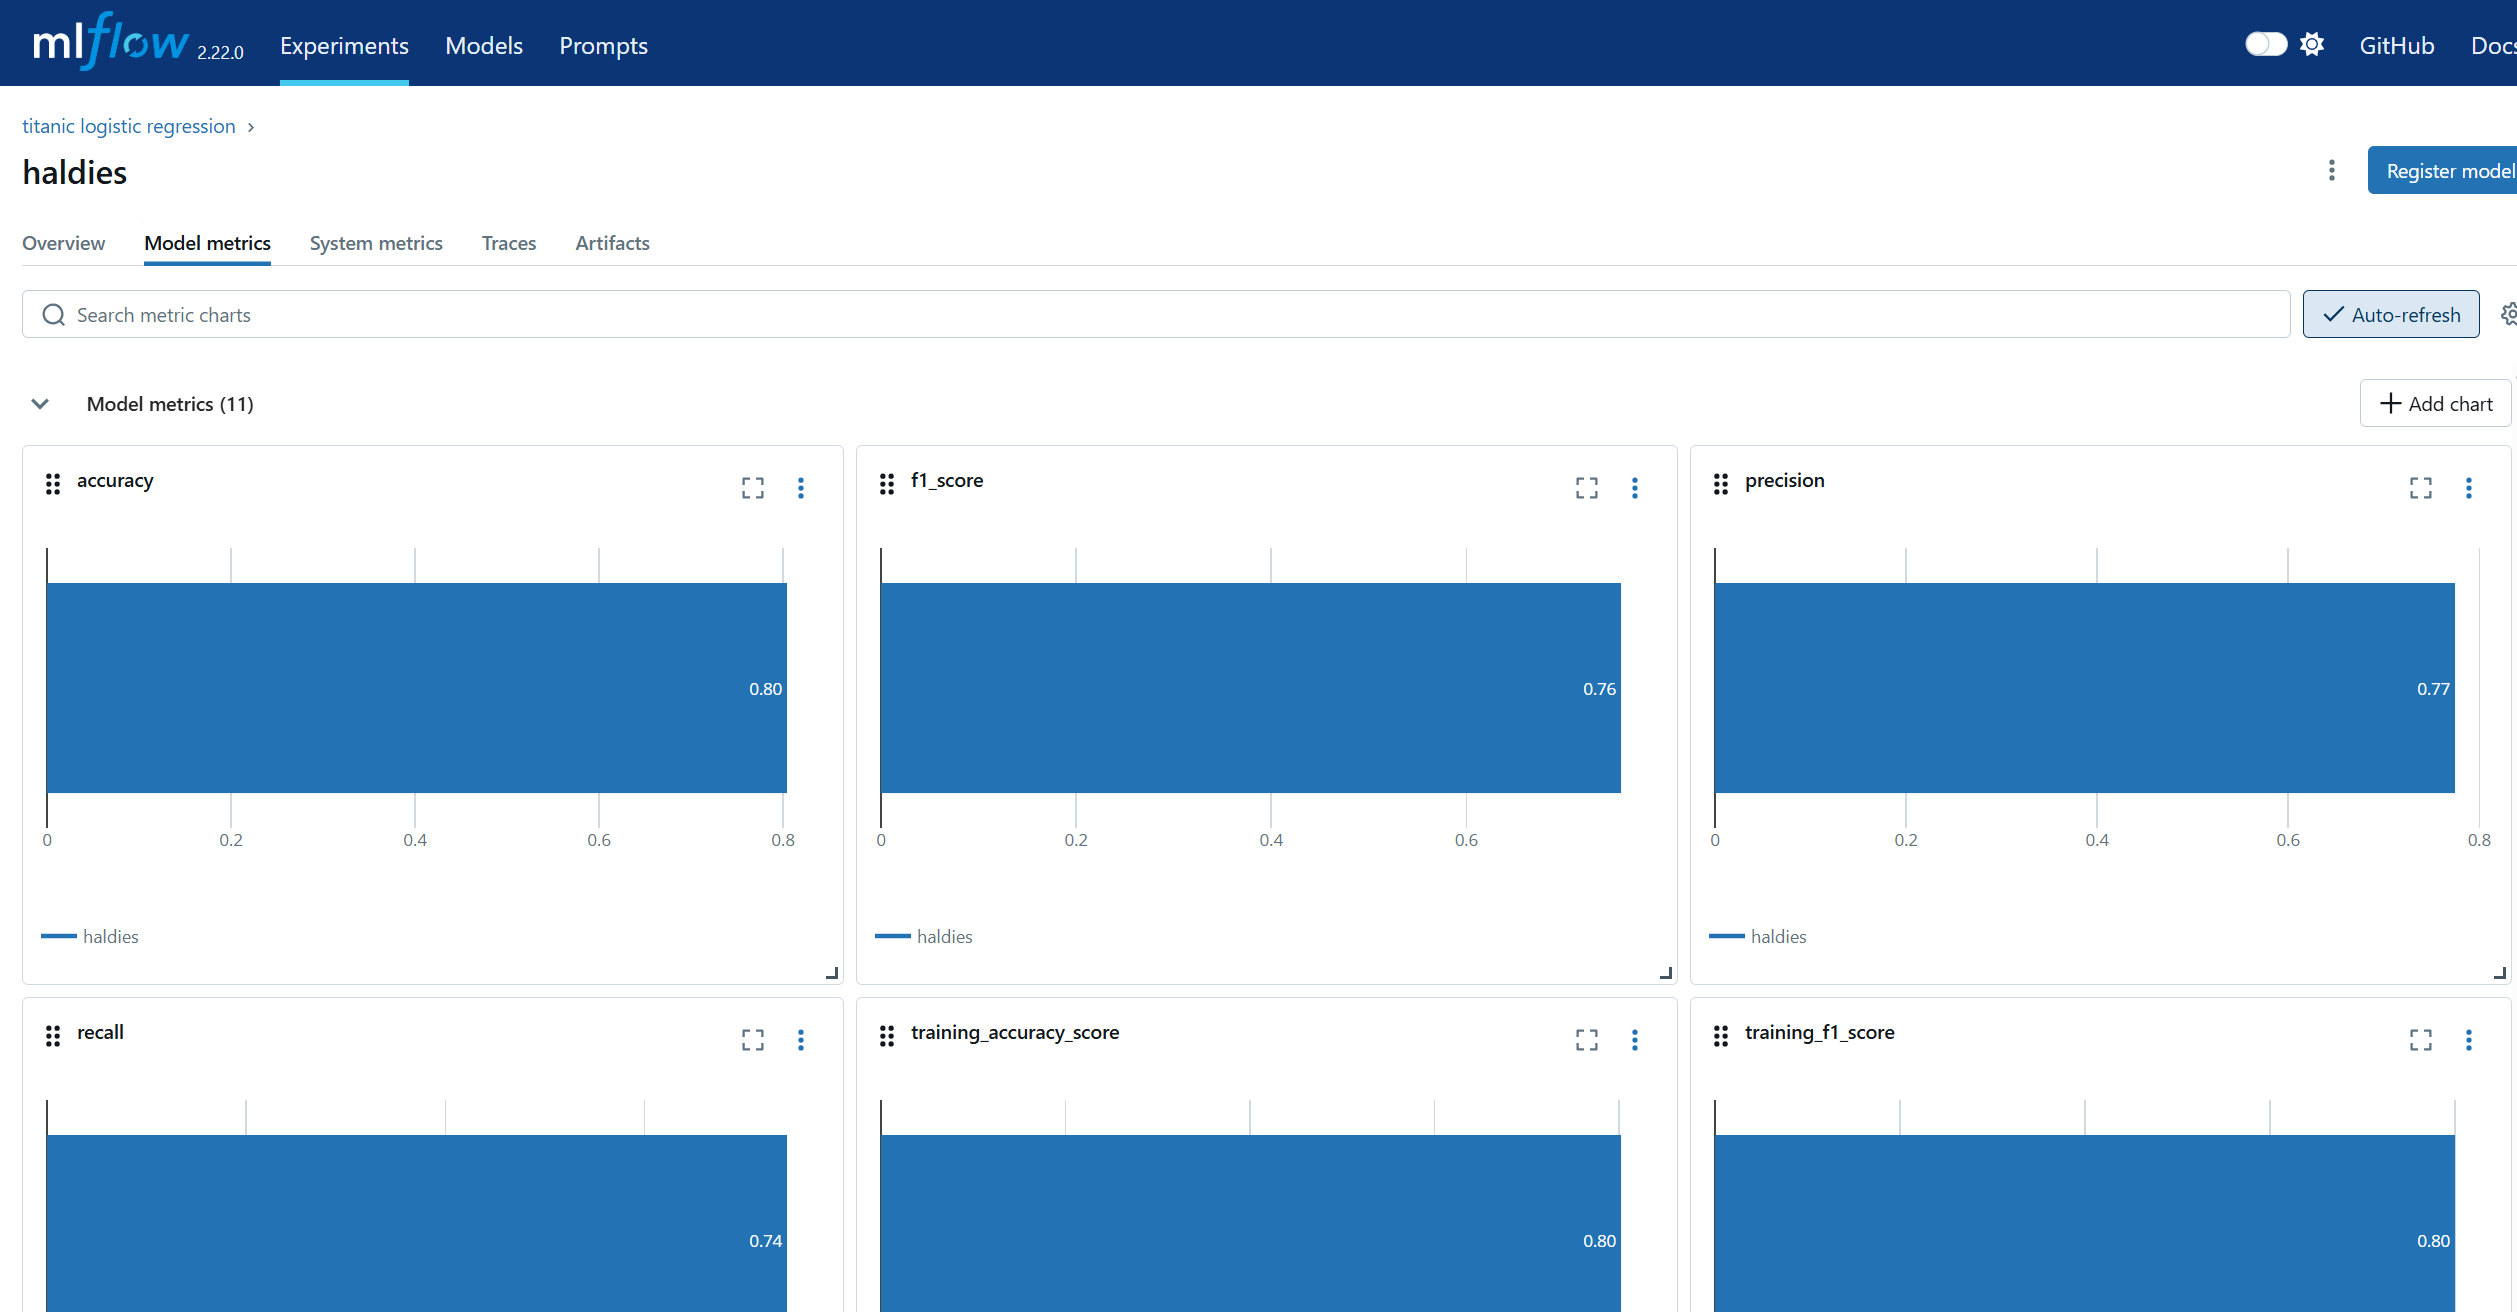 mlflow 2.22.0 Experiments Models Prompts GitHub Docs
titanic logistic regression
haldies
Register model
Overview Model metrics System metrics Traces Artifacts
Search metric charts
Auto-refresh
Model metrics (11)
Add chart
accuracy
0.80
0 0.2 0.4 0.6 0.8
haldies
f1_score
0.76
0 0.2 0.4 0.6
haldies
precision
0.77
0 0.2 0.4 0.6 0.8
haldies
recall
0.74
training_accuracy_score
0.80
training_f1_score
0.80